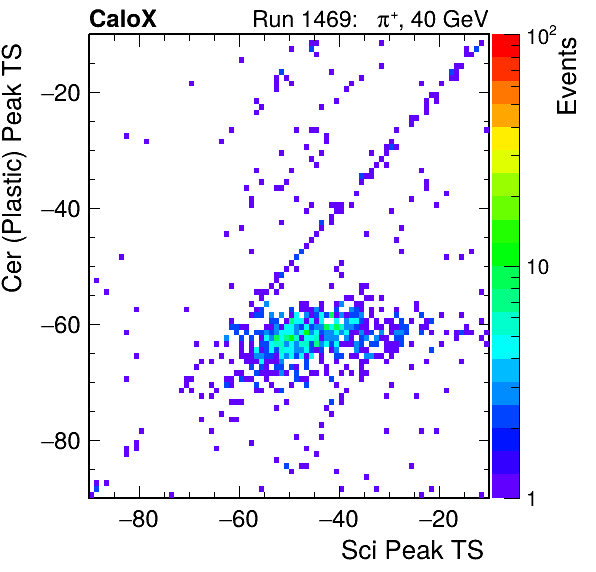 CaloX Run 1469: π⁺, 40 GeV
Cer (Plastic) Peak TS
−20
−40
−60
−80
−80 −60 −40 −20
Sci Peak TS
10²
10
1
Events